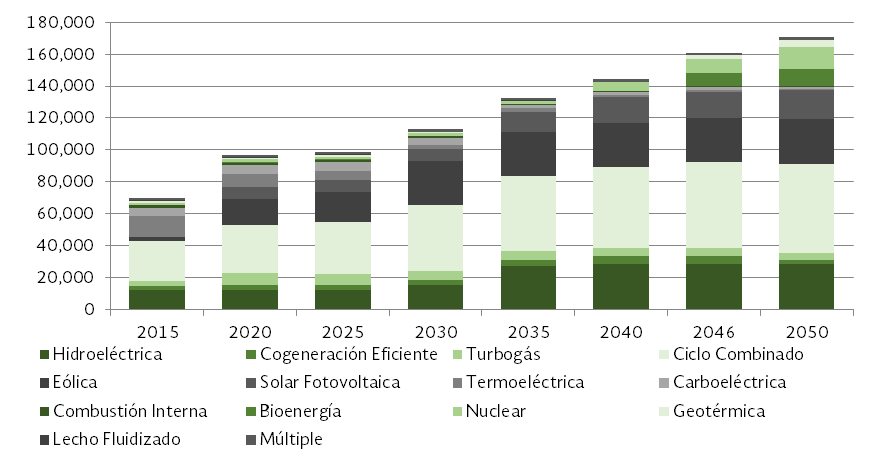 180,000
160,000
140,000
120,000
100,000
80,000
60,000
40,000
20,000
0
2015 2020 2025 2030 2035 2040 2046 2050
Hidroeléctrica Cogeneración Eficiente Turbogás Ciclo Combinado
Eólica Solar Fotovoltaica Termoeléctrica Carboeléctrica
Combustión Interna Bioenergía Nuclear Geotérmica
Lecho Fluidizado Múltiple